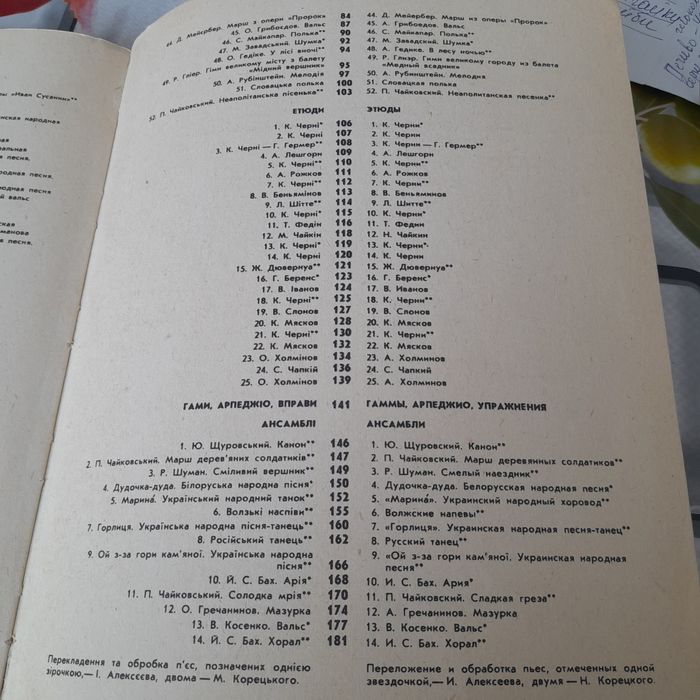 44. Д. Мейєрбер. Марш з опери «Пророк» 84
45. О. Грибоєдов. Вальс 87
46. С. Майкапар. Полька** 90
47. М. Завадський. Шумка* 92
48. О. Гедіке. У лісі вночі** 94
49. Р. Глієр. Гімн великому місту з балету
«Мідний вершник» 95
50. А. Рубінштейн. Мелодія 97
51. Словацька полька 100
52. П. Чайковський. Неополітанська пісенька** 103
ЕТЮДИ
1. К. Черні* 106
2. К. Черні 107
3. К. Черні — Г. Гермер** 108
4. А. Лешгорн 109
5. К. Черні** 110
6. А. Рожков 111
7. К. Черні** 112
8. В. Беньямінов 113
9. Л. Шітте** 114
10. К. Черні* 115
11. Т. Федін 116
12. М. Чайкін 118
13. К. Черні* 119
14. К. Черні 120
15. Ж. Дювернуа** 121
16. Г. Беренс* 123
17. В. Іванов 124
18. К. Черні** 125
19. В. Слонов 127
20. К. Мясков 128
21. К. Черні** 130
22. К. Мясков 132
23. О. Холмінов 134
24. С. Чапкій 136
25. О. Холмінов 139
ГАМИ, АРПЕДЖІО, ВПРАВИ 141
АНСАМБЛІ
1. Ю. Щуровський. Канон** 146
2. П. Чайковський. Марш дерев'яних солдатиків** 147
3. Р. Шуман. Сміливий вершник** 149
4. Дудочка-дуда. Білоруська народна пісня* 150
5. Марина. Український народний танок* 152
6. Волзькі наспіви** 155
7. Горлиця. Українська народна пісня-танець** 160
8. Російський танець** 162
9. Ой з-за гори кам'яної. Українська народна
пісня** 166
10. Й. С. Бах. Арія* 168
11. П. Чайковський. Солодка мрія** 170
12. О. Гречанинов. Мазурка 174
13. В. Косенко. Вальс* 177
14. Й. С. Бах. Хорал** 181
Перекладення та обробка п'єс, позначених однією
зірочкою,— І. Алексєєва, двома — М. Корецького.
44. Д. Мейербер. Марш из оперы «Пророк»
45. А. Грибоедов. Вальс
46. С. Майкапар. Полька**
47. М. Завадский. Шумка*
48. А. Гедике. В лесу ночью**
49. Р. Глиэр. Гимн великому городу из балета
«Медный всадник»
50. А. Рубинштейн. Мелодия
51. Словацкая полька
52. П. Чайковский. Неаполитанская песенка**
ЭТЮДЫ
1. К. Черни*
2. К. Черни
3. К. Черни — Г. Гермер**
4. А. Лешгорн
5. К. Черни**
6. А. Рожков
7. К. Черни**
8. В. Беньяминов
9. Л. Шитте**
10. К. Черни*
11. Т. Федин
12. Н. Чайкин
13. К. Черни*
14. К. Черни
15. Ж. Дювернуа**
16. Г. Беренс*
17. В. Иванов
18. К. Черни**
19. В. Слонов
20. К. Мясков
21. К. Черни**
22. К. Мясков
23. А. Холминов
24. С. Чапкий
25. А. Холминов
ГАММЫ, АРПЕДЖИО, УПРАЖНЕНИЯ
АНСАМБЛИ
1. Ю. Щуровский. Канон**
2. П. Чайковский. Марш деревянных солдатиков**
3. Р. Шуман. Смелый наездник**
4. Дудочка-дуда. Белорусская народная песня*
5. «Марина́». Украинский народный хоровод**
6. Волжские напевы**
7. «Горлица». Украинская народная песня-танец**
8. Русский танец**
9. «Ой з-за гори кам'яної. Украинская народная
песня»**
10. И. С. Бах. Ария*
11. П. Чайковский. Сладкая греза**
12. А. Гречанинов. Мазурка
13. В. Косенко. Вальс*
14. И. С. Бах. Хорал**
Переложение и обработка пьес, отмеченных одной
звездочкой,— И. Алексеева, двумя — Н. Корецкого.